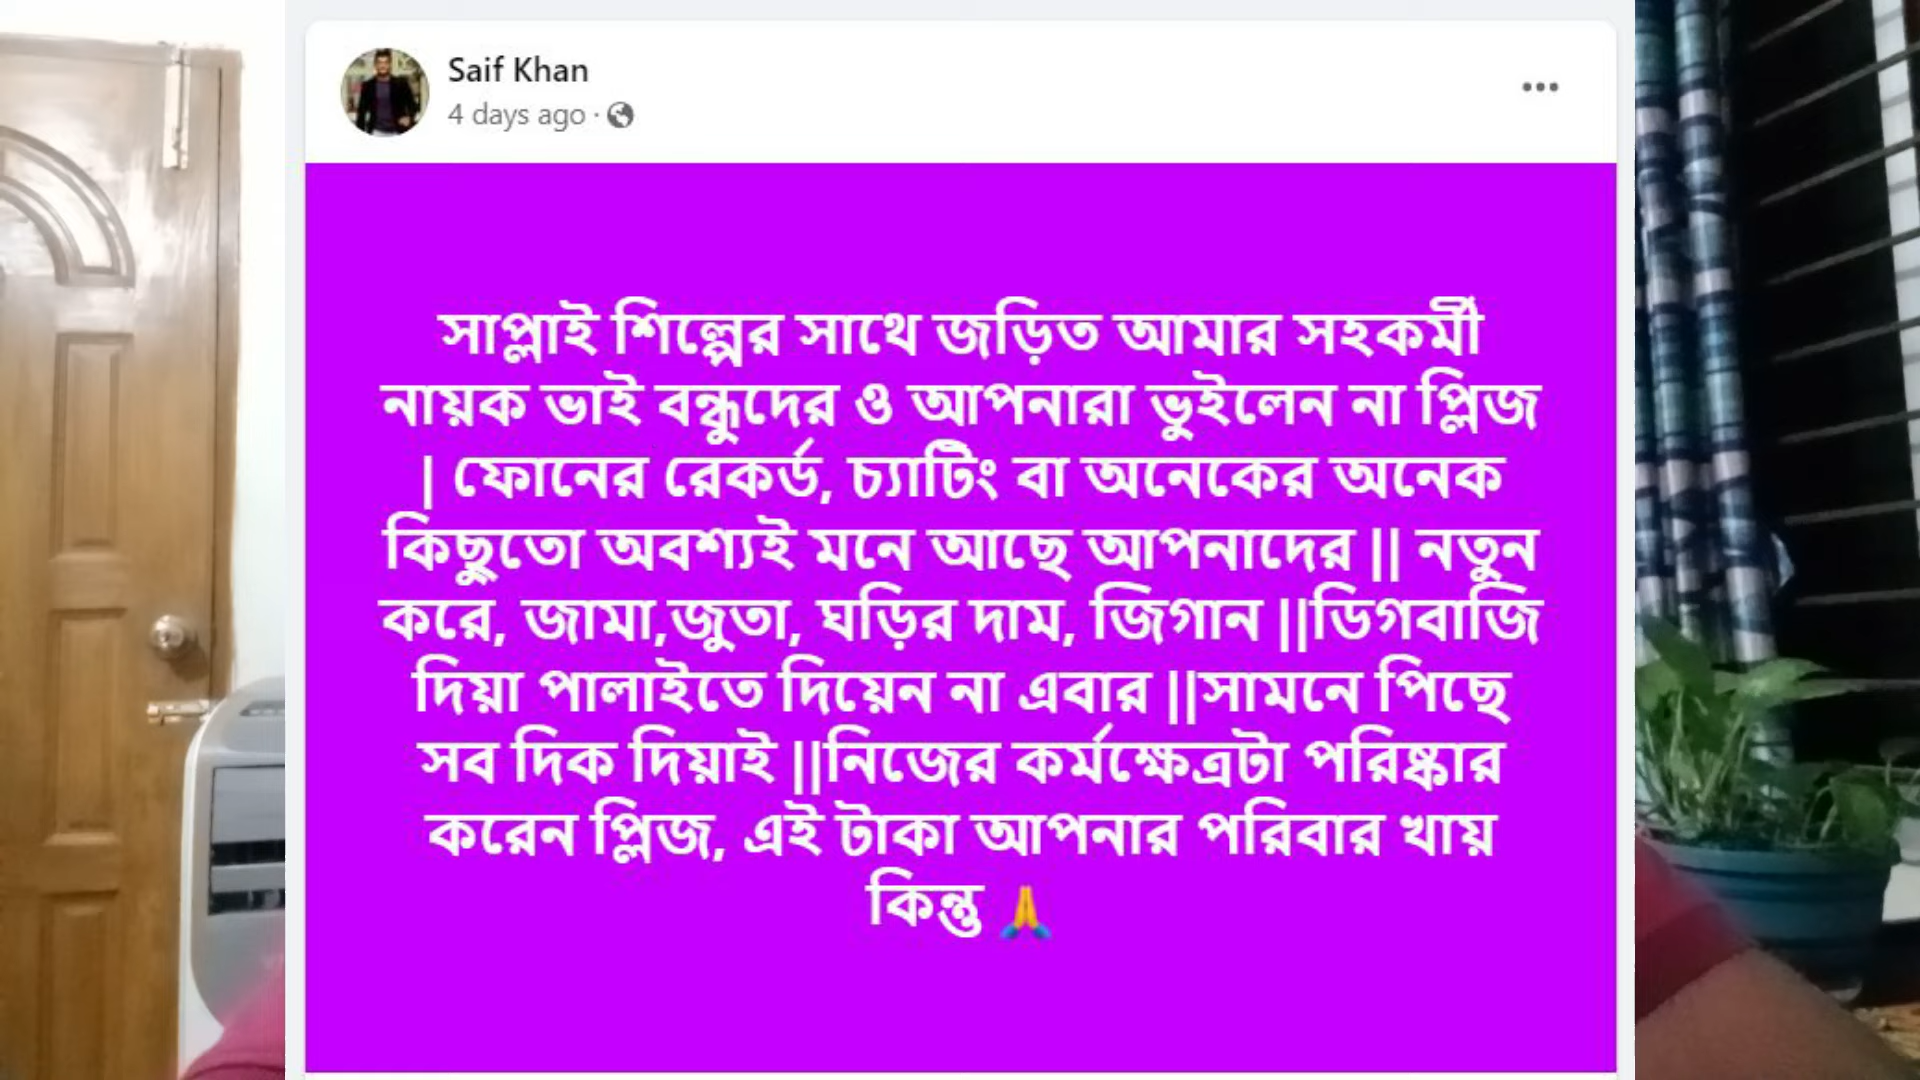 Saif Khan
4 days ago ·
সাপ্লাই শিল্পের সাথে জড়িত আমার সহকর্মী
নায়ক ভাই বন্ধুদের ও আপনারা ভুইলেন না প্লিজ
| ফোনের রেকর্ড, চ্যাটিং বা অনেকের অনেক
কিছুতো অবশ্যই মনে আছে আপনাদের || নতুন
করে, জামা,জুতা, ঘড়ির দাম, জিগান ||ডিগবাজি
দিয়া পালাইতে দিয়েন না এবার ||সামনে পিছে
সব দিক দিয়াই ||নিজের কর্মক্ষেত্রটা পরিষ্কার
করেন প্লিজ, এই টাকা আপনার পরিবার খায়
কিন্তু 🙏